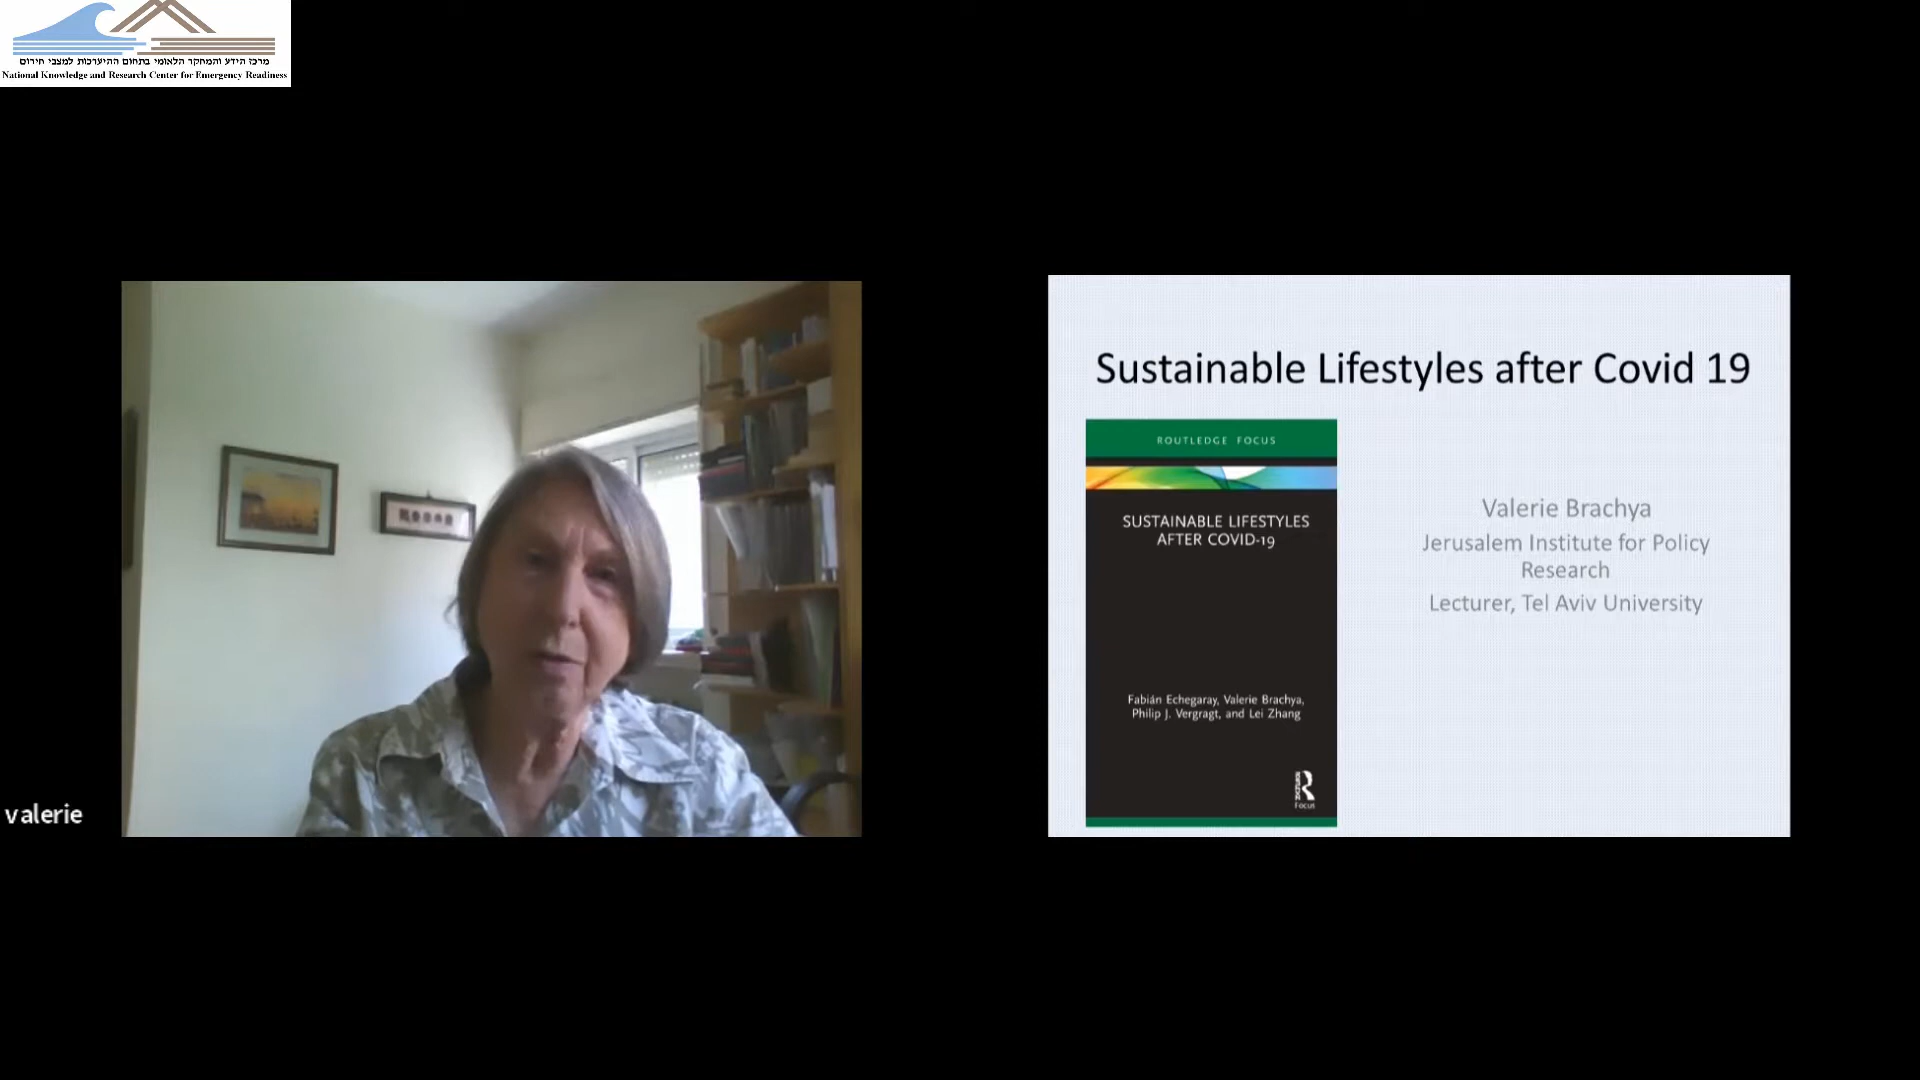 מרכז הידע והמחקר הלאומי בתחום ההיערכות למצבי חירום
National Knowledge and Research Center for Emergency Readiness
valerie
Sustainable Lifestyles after Covid 19
ROUTLEDGE FOCUS
SUSTAINABLE LIFESTYLES
AFTER COVID-19
Fabián Echegaray, Valerie Brachya,
Philip J. Vergragt, and Lei Zhang
Focus
Valerie Brachya
Jerusalem Institute for Policy
Research
Lecturer, Tel Aviv University